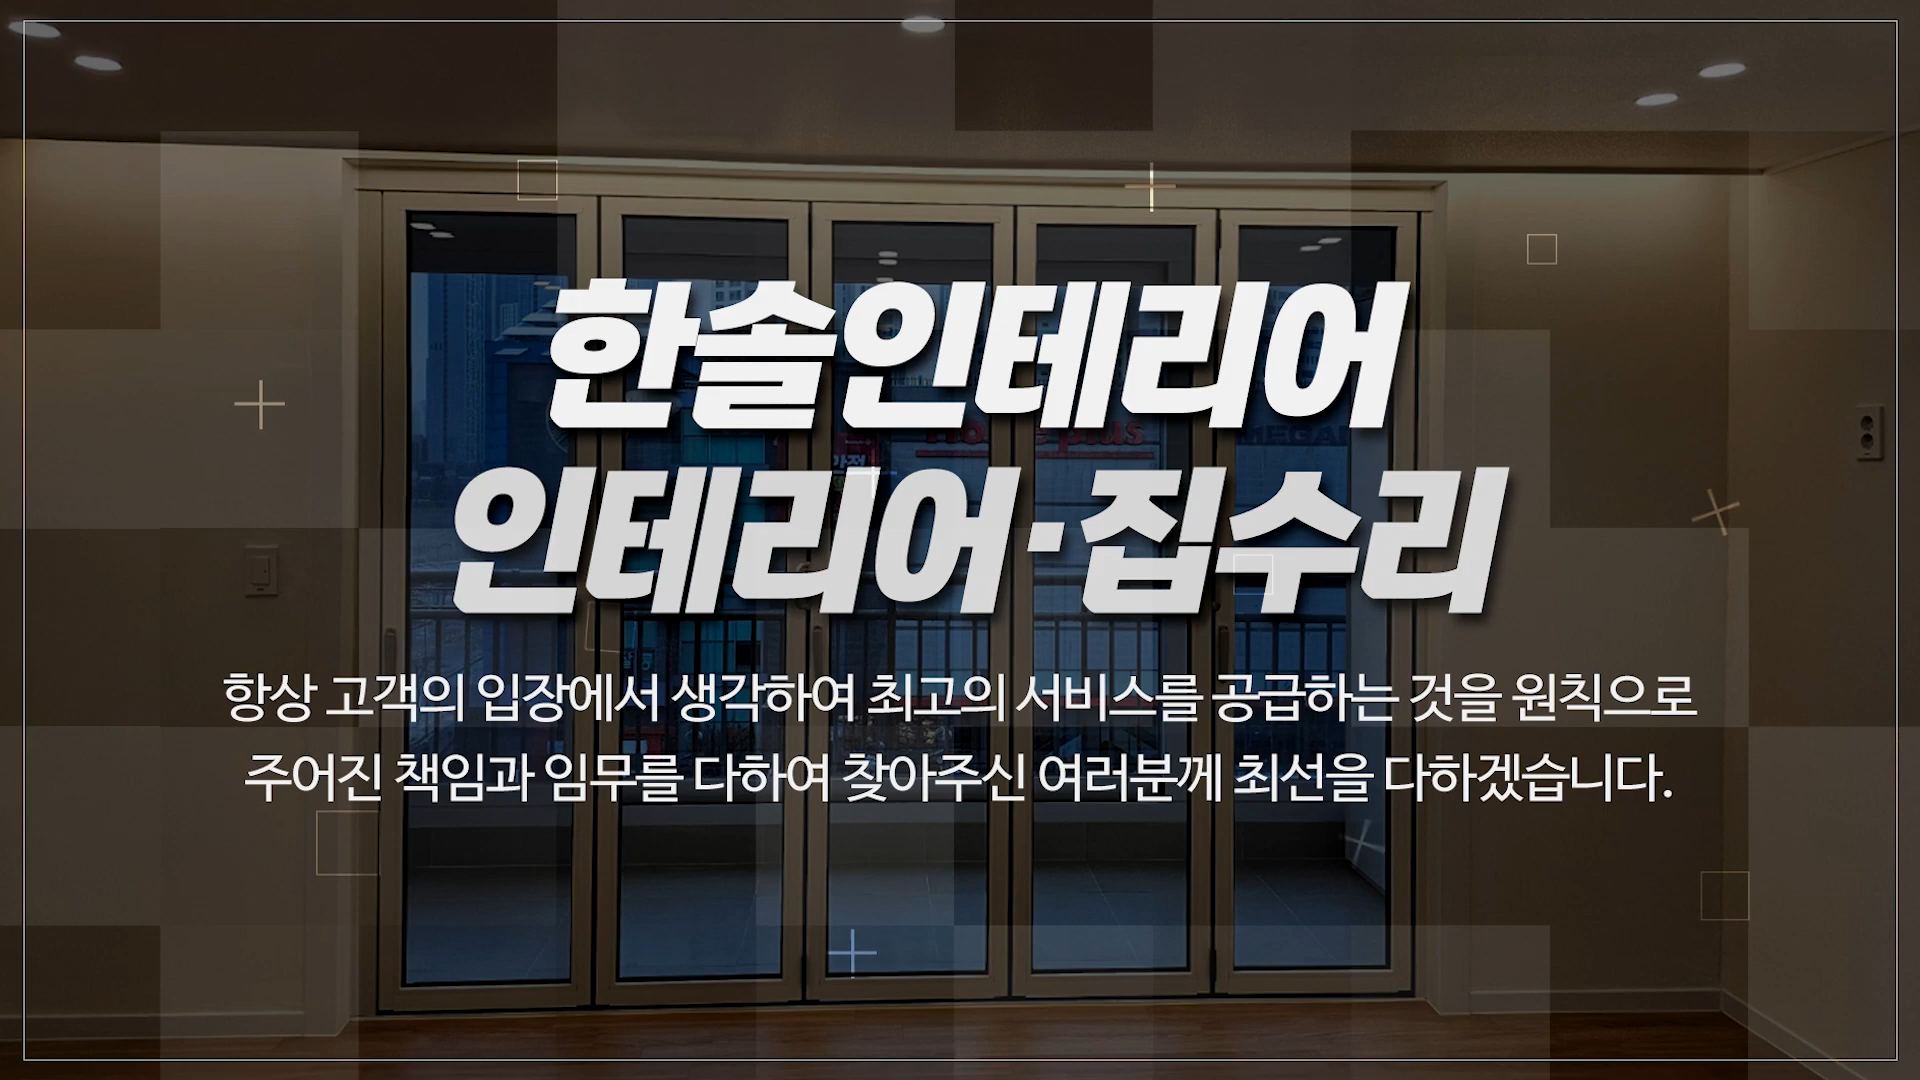 한솔인테리어
인테리어·집수리
항상 고객의 입장에서 생각하여 최고의 서비스를 공급하는 것을 원칙으로
주어진 책임과 임무를 다하여 찾아주신 여러분께 최선을 다하겠습니다.